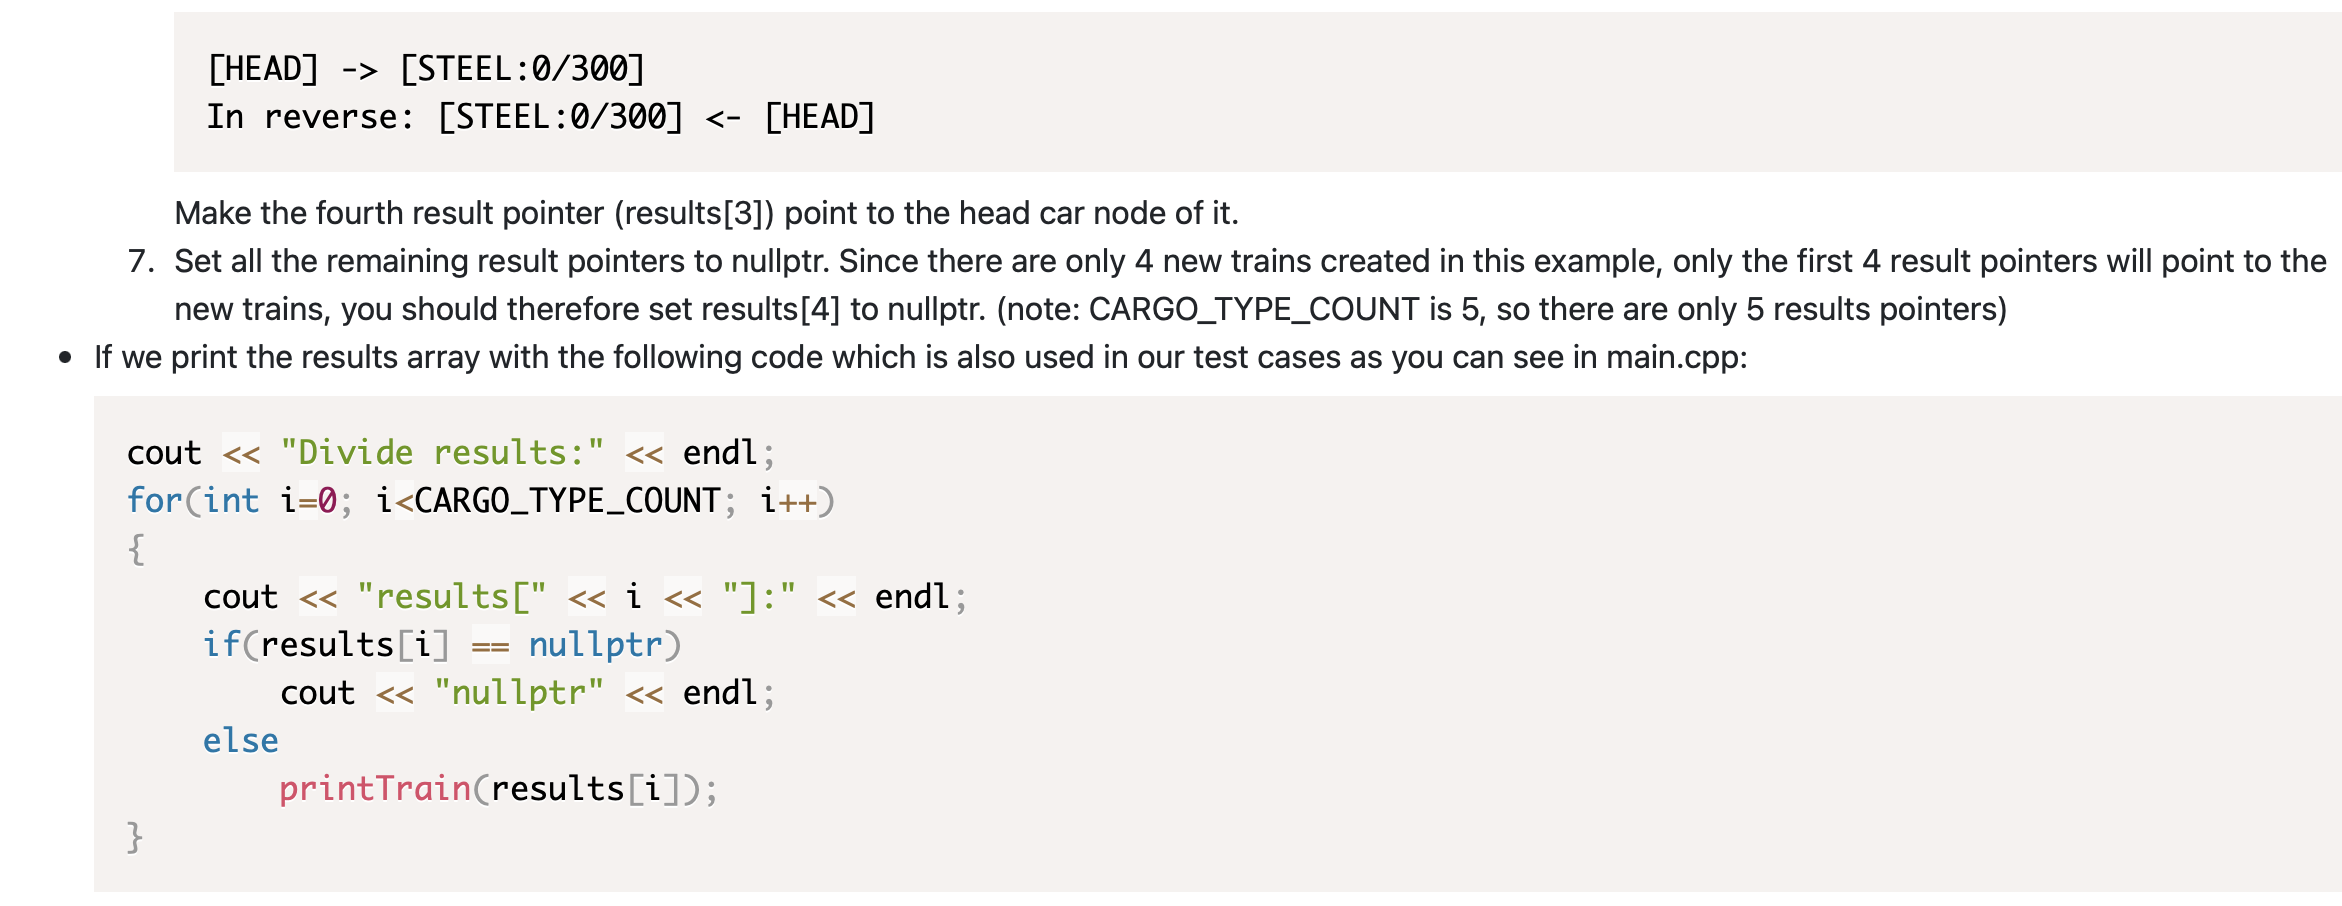 [HEAD] -> [STEEL:0/300]
In reverse: [STEEL:0/300] <- [HEAD]
Make the fourth result pointer (results[3]) point to the head car node of it.
7. Set all the remaining result pointers to nullptr. Since there are only 4 new trains created in this example, only the first 4 result pointers will point to the
new trains, you should therefore set results[4] to nullptr. (note: CARGO_TYPE_COUNT is 5, so there are only 5 results pointers)
• If we print the results array with the following code which is also used in our test cases as you can see in main.cpp:
cout << "Divide results:" << endl;
for(int i=0; i<CARGO_TYPE_COUNT; i++)
{
    cout << "results[" << i << "]:" << endl;
    if(results[i] == nullptr)
        cout << "nullptr" << endl;
    else
        printTrain(results[i]);
}